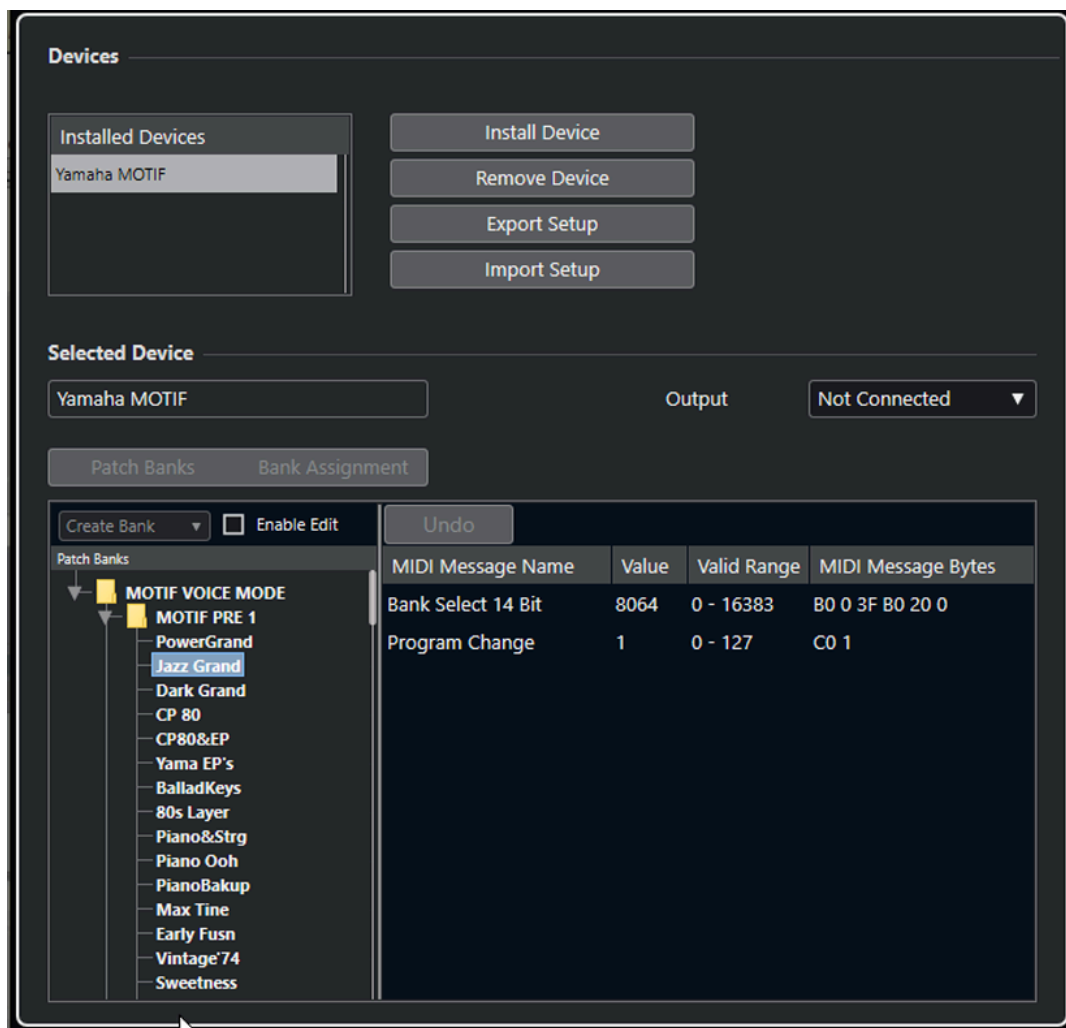 Devices
Installed Devices
Yamaha MOTIF
Install Device
Remove Device
Export Setup
Import Setup
Selected Device
Yamaha MOTIF
Output
Not Connected
Patch Banks
Bank Assignment
Create Bank
Enable Edit
Undo
Patch Banks
MOTIF VOICE MODE
MOTIF PRE 1
PowerGrand
Jazz Grand
Dark Grand
CP 80
CP80&EP
Yama EP's
BalladKeys
80s Layer
Piano&Strg
Piano Ooh
PianoBakup
Max Tine
Early Fusn
Vintage'74
Sweetness
MIDI Message Name Value Valid Range MIDI Message Bytes
Bank Select 14 Bit 8064 0 - 16383 B0 0 3F B0 20 0
Program Change 1 0 - 127 C0 1